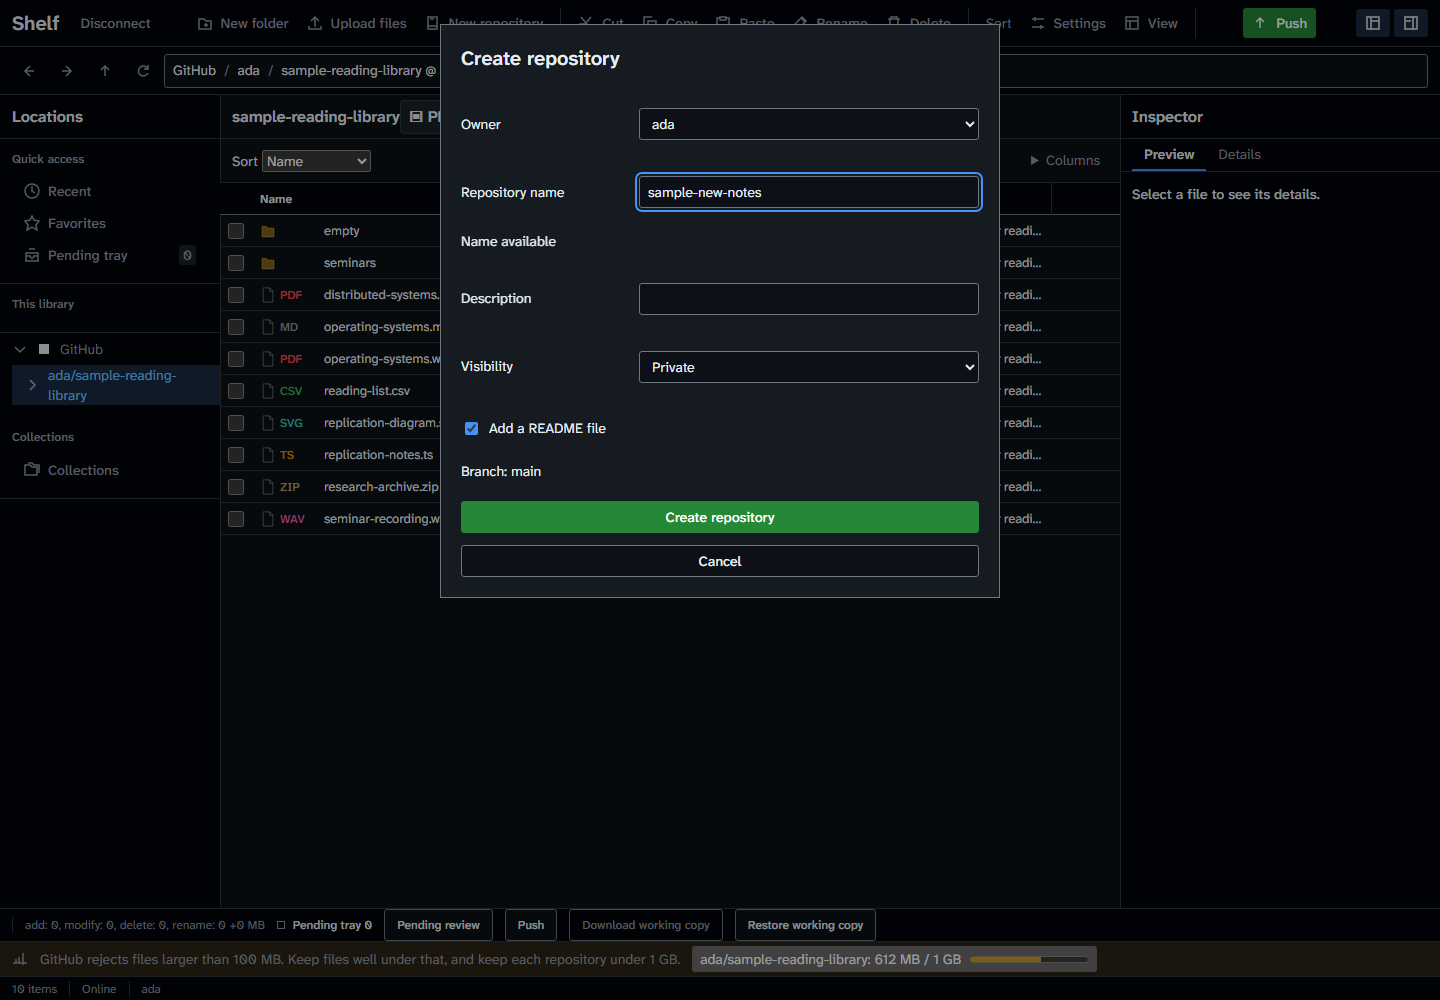 Shelf Disconnect New folder Upload files New repository Cut Copy Paste Rename Delete Sort Settings View Push
GitHub / ada / sample-reading-library @
Locations
Quick access
Recent
Favorites
Pending tray 0
This library
GitHub
ada/sample-reading-
library
Collections
Collections
sample-reading-library
Sort Name
Columns
Name
empty
readi...
seminars
readi...
PDF distributed-systems.
readi...
MD
readi...
PDF
readi...
CSV reading-list.csv
readi...
SVG
readi...
TS replication-notes.ts
readi...
ZIP research-archive.zip
readi...
WAV
readi...
Create repository
Owner ada
Repository name sample-new-notes
Name available
Description
Visibility Private
Add a README file
Branch: main
Create repository
Cancel
Inspector
Preview Details
Select a file to see its details.
add: 0, modify: 0, delete: 0, rename: 0 +0 MB Pending tray 0 Pending review Push Download working copy Restore working copy
GitHub rejects files larger than 100 MB. Keep files well under that, and keep each repository under 1 GB. ada/sample-reading-library: 612 MB / 1 GB
10 items Online ada